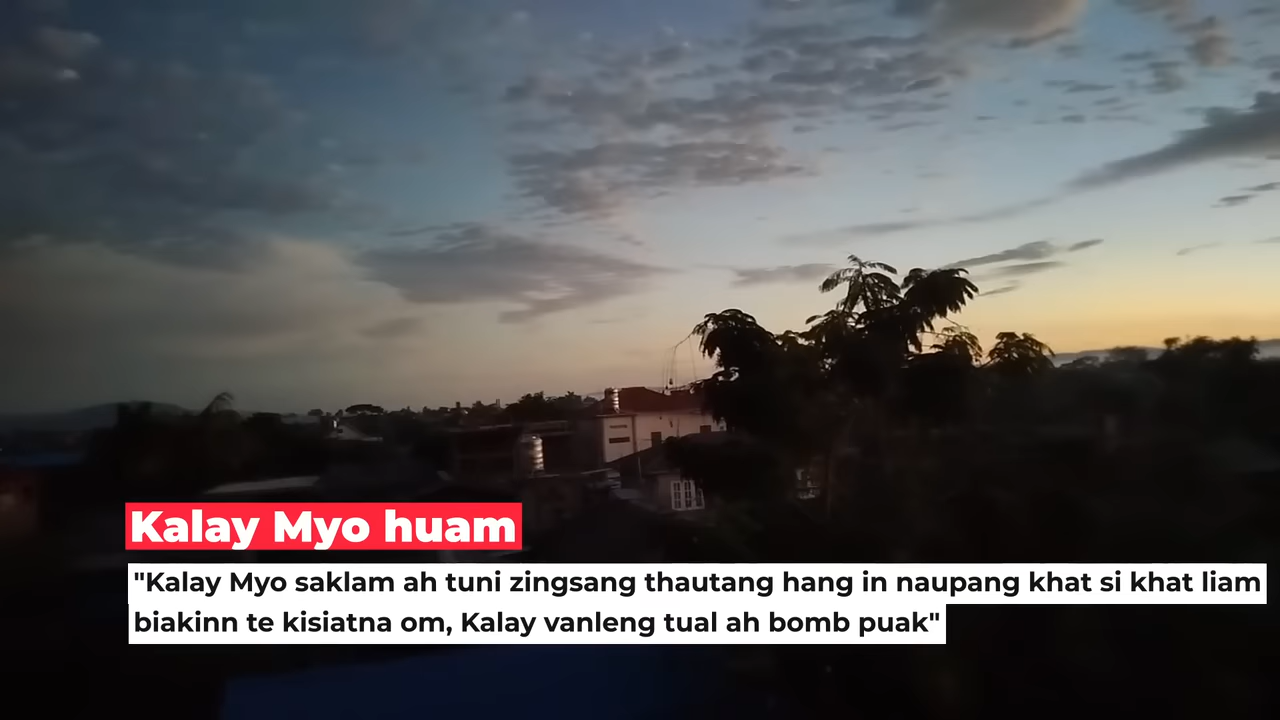 Kalay Myo huam
"Kalay Myo saklam ah tuni zingsang thautang hang in naupang khat si khat liam
biakinn te kisiatna om, Kalay vanleng tual ah bomb puak"